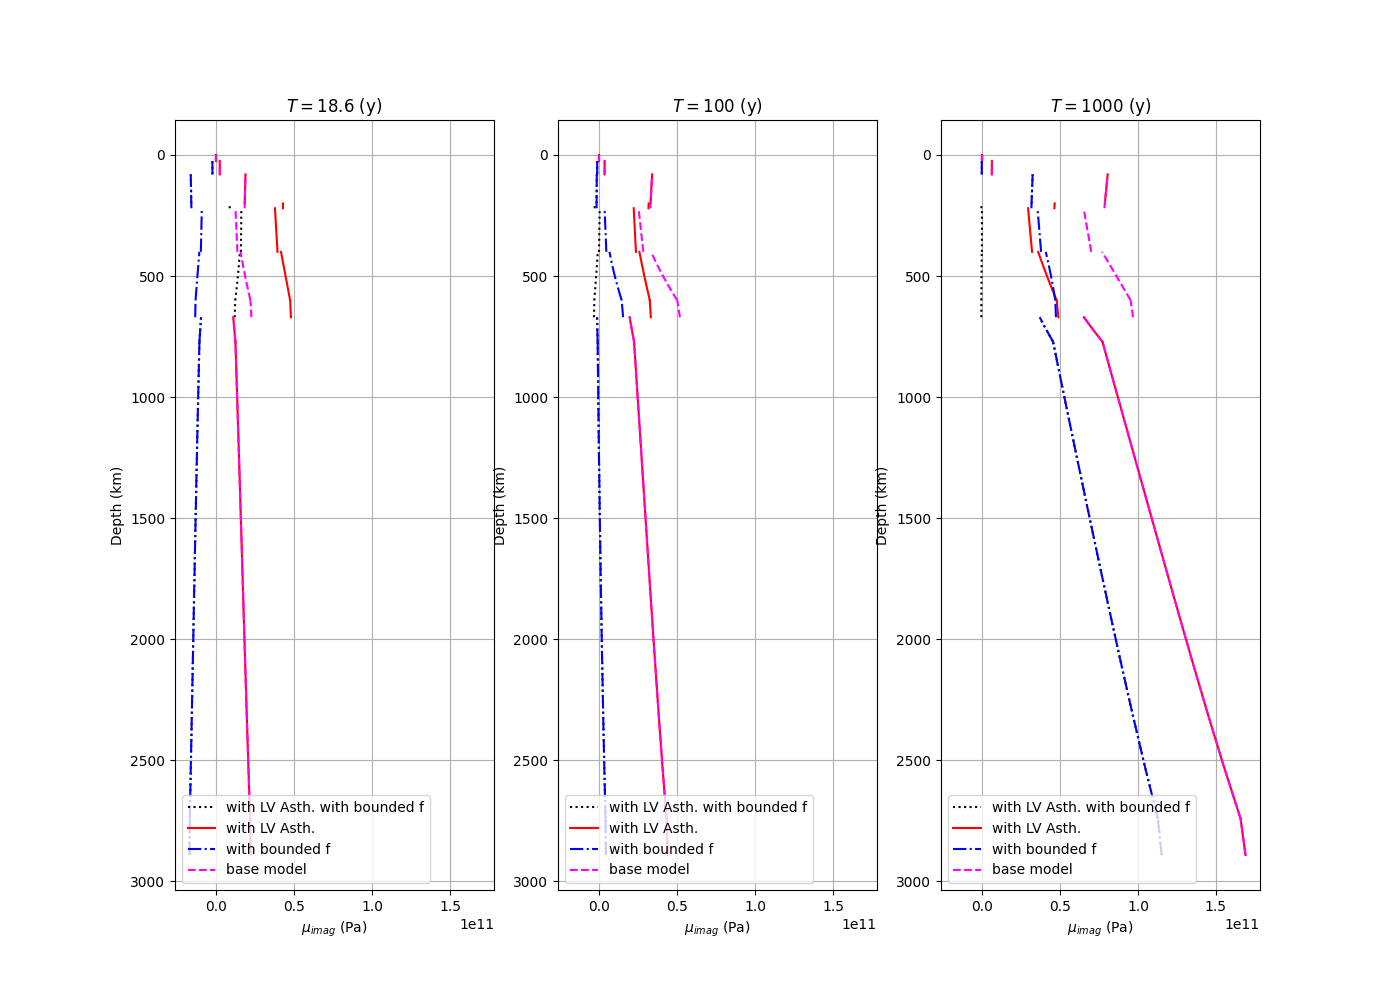 T = 18.6 (y)
0
500
1000
1500
2000
2500
3000
Depth (km)
with LV Asth. with bounded f
with LV Asth.
with bounded f
base model
0.0 0.5 1.0 1.5
1e11
μimag (Pa)
T = 100 (y)
0
500
1000
1500
2000
2500
3000
Depth (km)
with LV Asth. with bounded f
with LV Asth.
with bounded f
base model
0.0 0.5 1.0 1.5
1e11
μimag (Pa)
T = 1000 (y)
0
500
1000
1500
2000
2500
3000
Depth (km)
with LV Asth. with bounded f
with LV Asth.
with bounded f
base model
0.0 0.5 1.0 1.5
1e11
μimag (Pa)